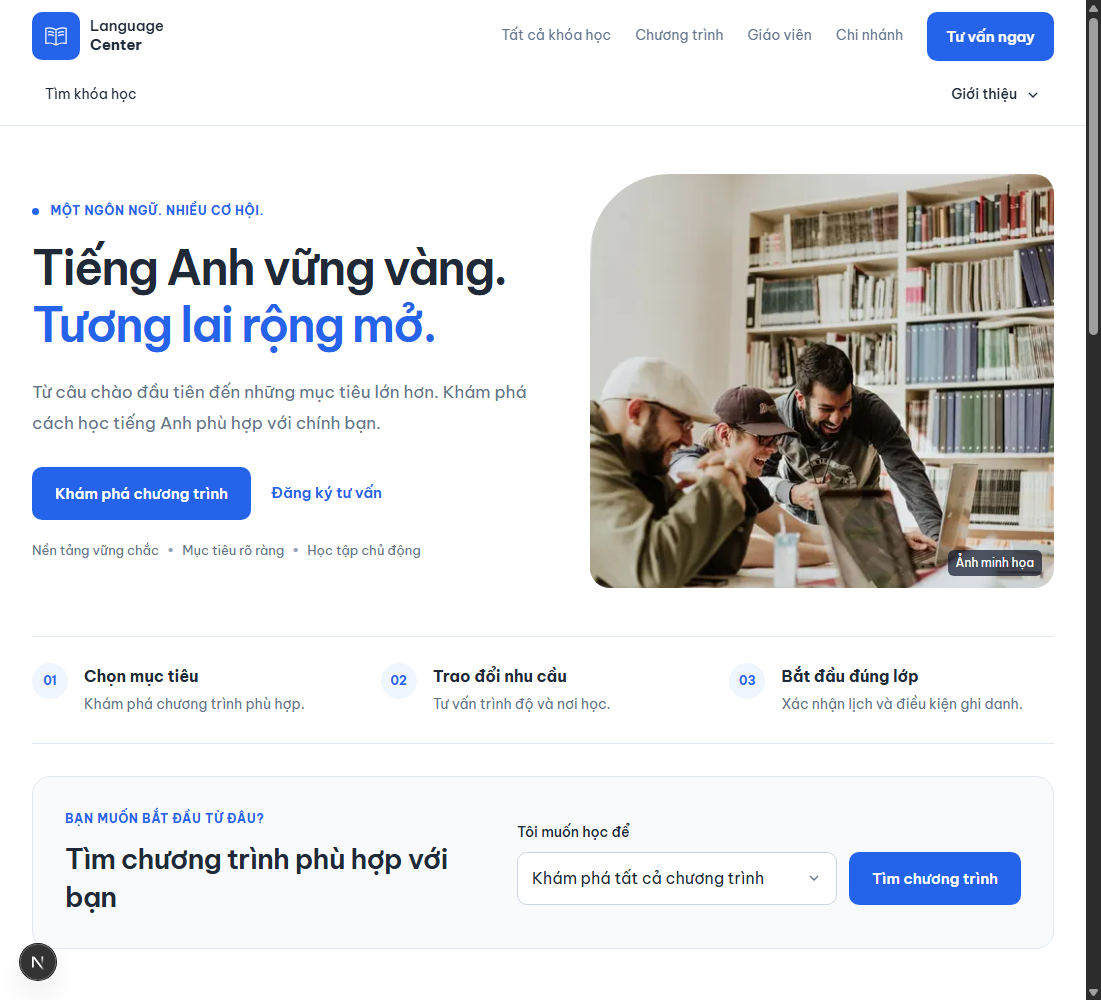 Language
Center
Tất cả khóa học
Chương trình
Giáo viên
Chi nhánh
Tư vấn ngay
Tìm khóa học
Giới thiệu
MỘT NGÔN NGỮ. NHIỀU CƠ HỘI.
Tiếng Anh vững vàng.
Tương lai rộng mở.
Từ câu chào đầu tiên đến những mục tiêu lớn hơn. Khám phá
cách học tiếng Anh phù hợp với chính bạn.
Khám phá chương trình
Đăng ký tư vấn
Nền tảng vững chắc • Mục tiêu rõ ràng • Học tập chủ động
Ảnh minh họa
01
Chọn mục tiêu
Khám phá chương trình phù hợp.
02
Trao đổi nhu cầu
Tư vấn trình độ và nơi học.
03
Bắt đầu đúng lớp
Xác nhận lịch và điều kiện ghi danh.
BẠN MUỐN BẮT ĐẦU TỪ ĐÂU?
Tìm chương trình phù hợp với
bạn
Tôi muốn học để
Khám phá tất cả chương trình
Tìm chương trình
N